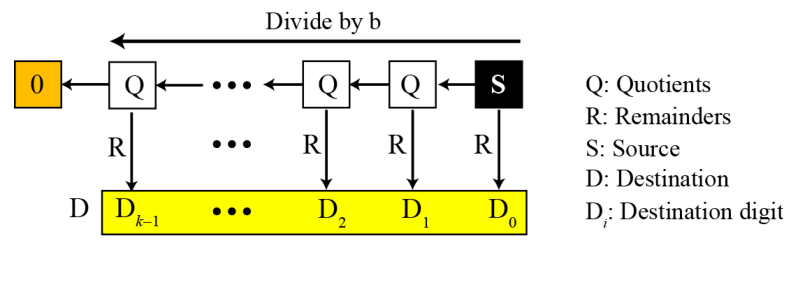 Divide by b
0 Q ••• Q Q S
R ••• R R R
D D_{k−1} ••• D_2 D_1 D_0
Q: Quotients
R: Remainders
S: Source
D: Destination
D_i: Destination digit